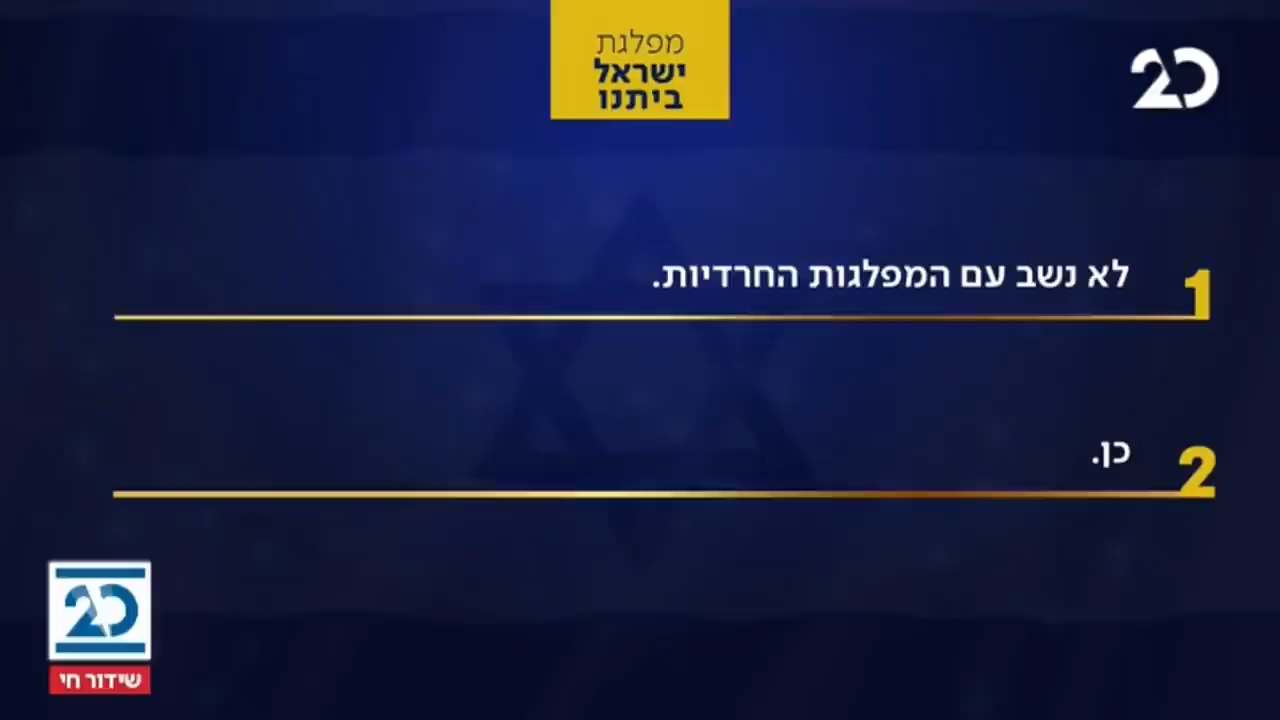 מפלגת
ישראל
ביתנו
20
1 לא נשב עם המפלגות החרדיות.
2 כן.
20
שידור חי